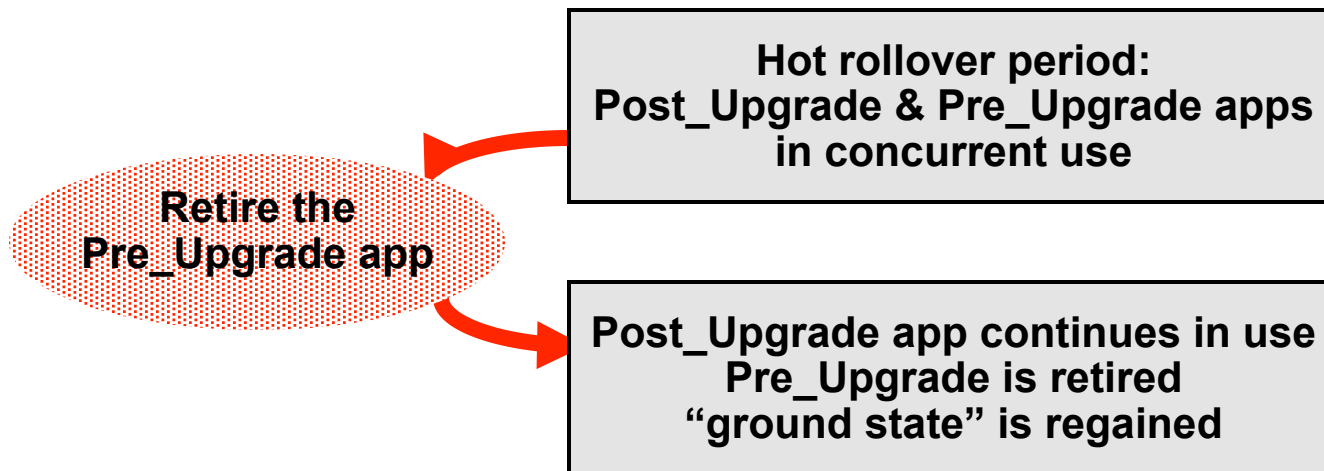 Hot rollover period:
Post_Upgrade & Pre_Upgrade apps
in concurrent use
Retire the
Pre_Upgrade app
Post_Upgrade app continues in use
Pre_Upgrade is retired
“ground state” is regained